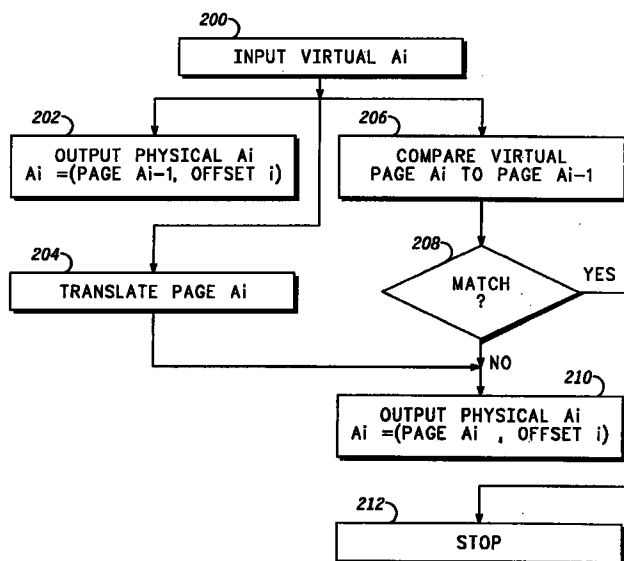 200
INPUT VIRTUAL Ai
202
OUTPUT PHYSICAL Ai
Ai =(PAGE Ai-1, OFFSET i)
206
COMPARE VIRTUAL
PAGE Ai TO PAGE Ai-1
204
TRANSLATE PAGE Ai
208
MATCH
?
YES
NO
210
OUTPUT PHYSICAL Ai
Ai =(PAGE Ai , OFFSET i)
212
STOP